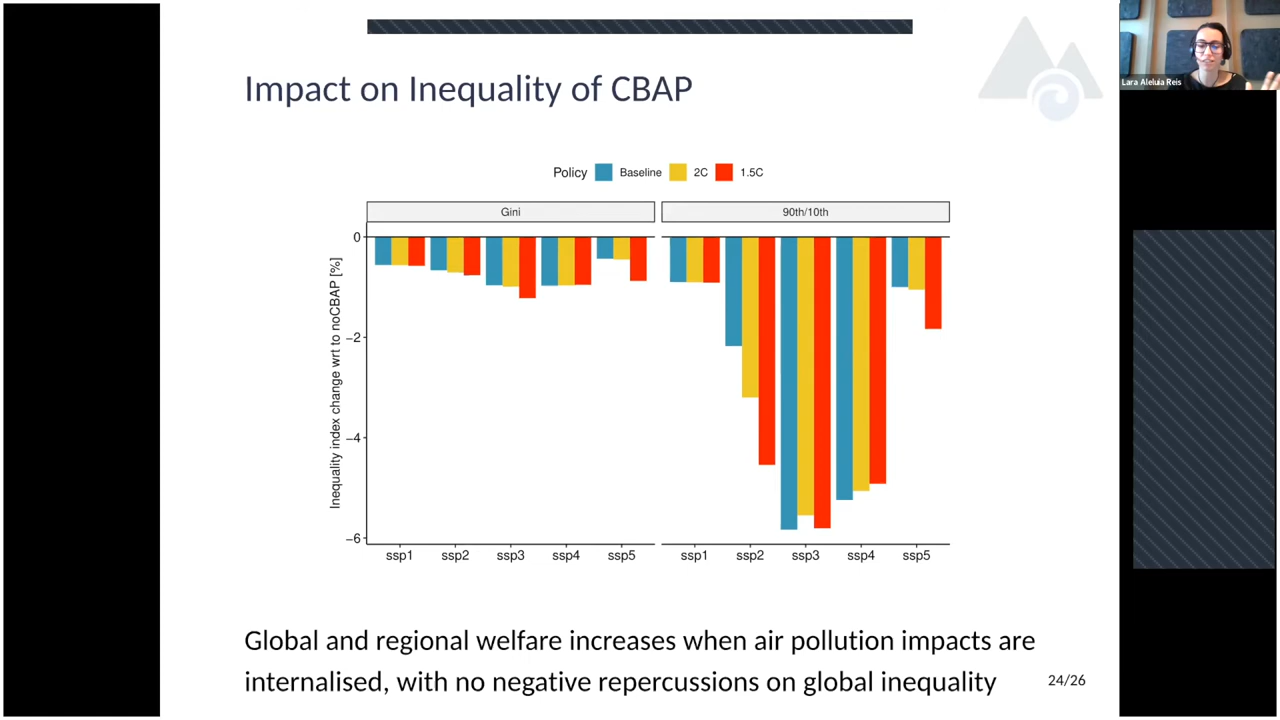 Lara Aleluia Reis
Impact on Inequality of CBAP
Policy Baseline 2C 1.5C
Gini 90th/10th
Inequality index change wrt to noCBAP [%]
0
−2
−4
−6
ssp1 ssp2 ssp3 ssp4 ssp5 ssp1 ssp2 ssp3 ssp4 ssp5
Global and regional welfare increases when air pollution impacts are
internalised, with no negative repercussions on global inequality
24/26